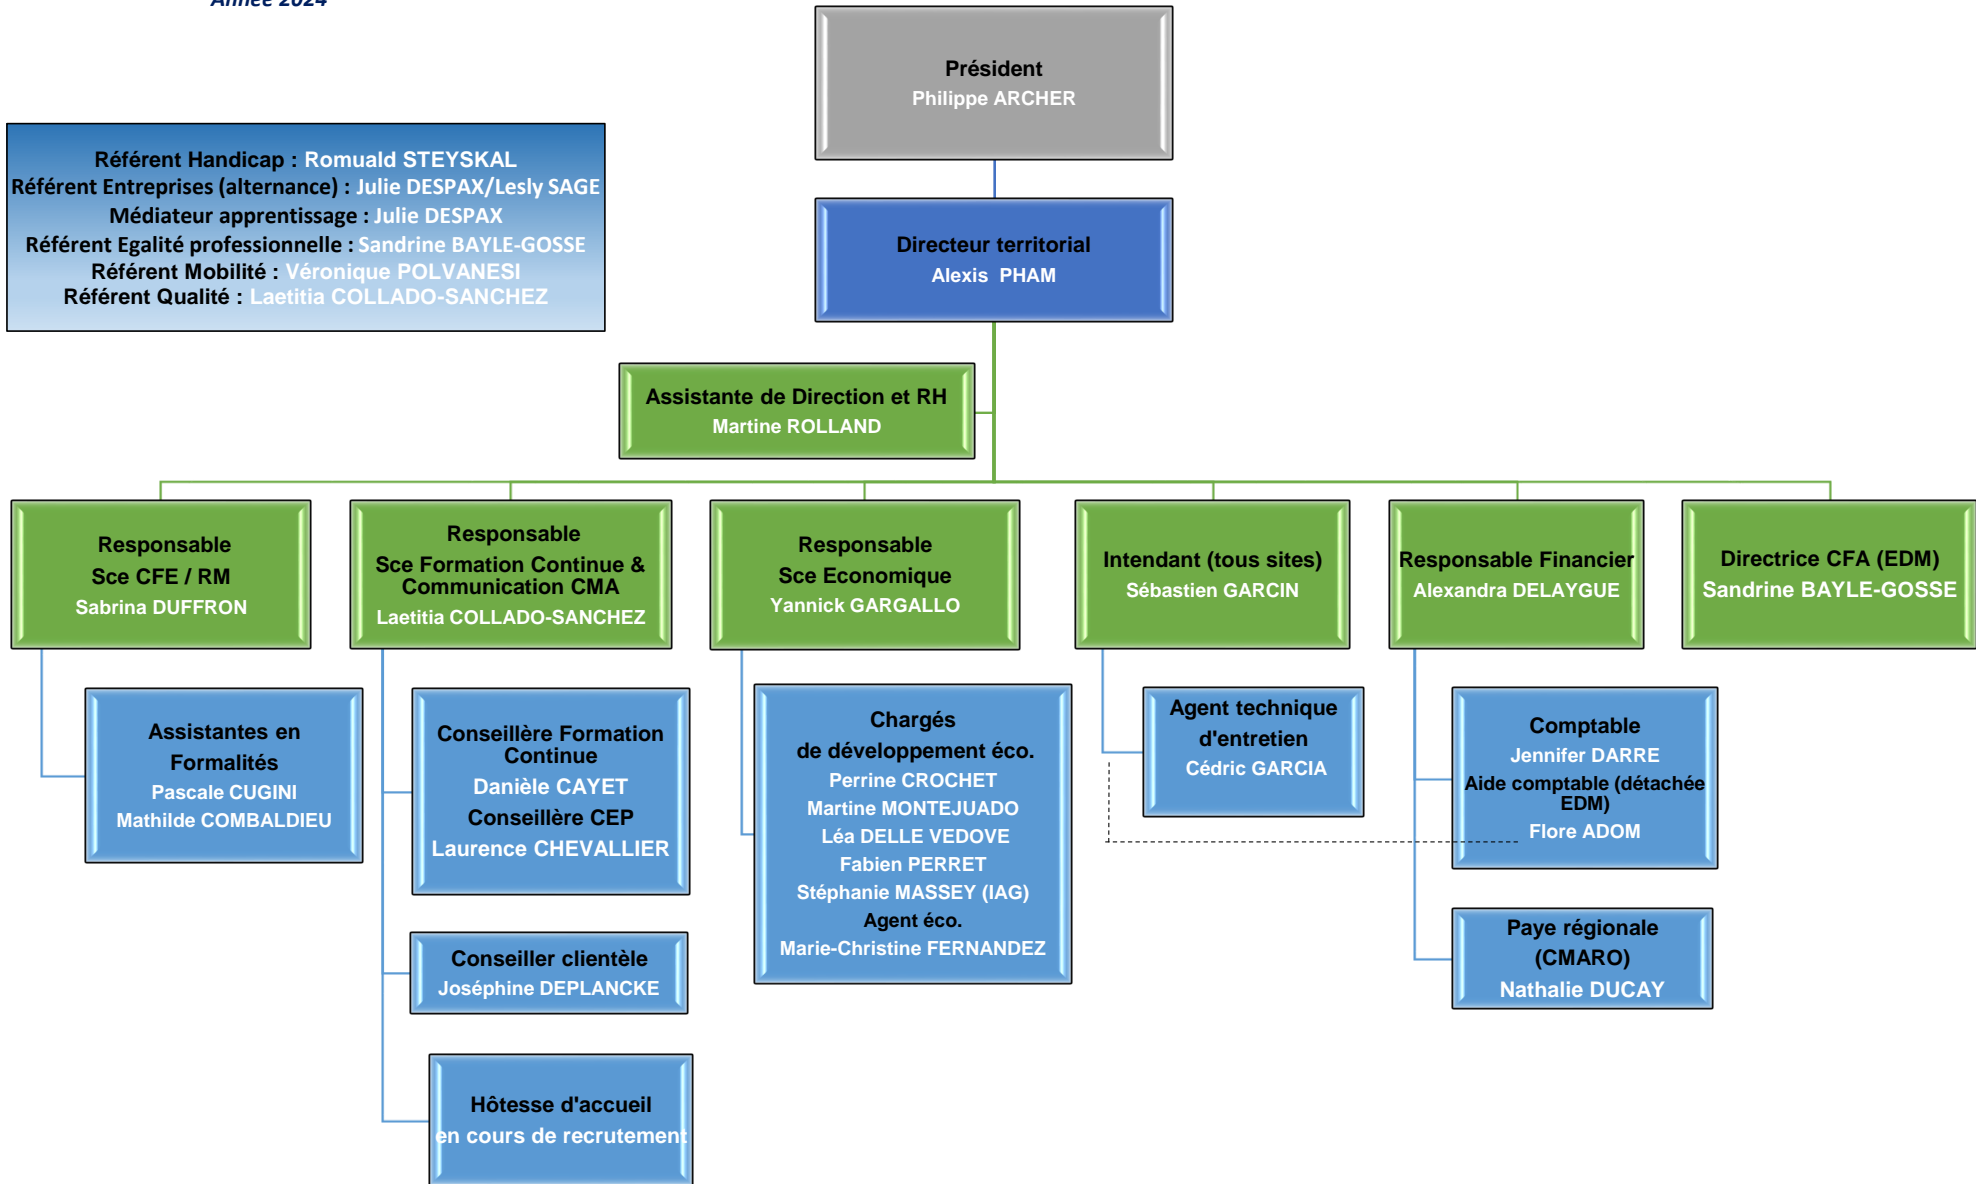 Année 2024
Président
Philippe ARCHER
Référent Handicap : Romuald STEYSKAL
Référent Entreprises (alternance) : Julie DESPAX/Lesly SAGE
Médiateur apprentissage : Julie DESPAX
Référent Egalité professionnelle : Sandrine BAYLE-GOSSE
Référent Mobilité : Véronique POLVANESI
Référent Qualité : Laetitia COLLADO-SANCHEZ
Directeur territorial
Alexis PHAM
Assistante de Direction et RH
Martine ROLLAND
Responsable
Sce CFE / RM
Sabrina DUFFRON
Responsable
Sce Formation Continue &
Communication CMA
Laetitia COLLADO-SANCHEZ
Responsable
Sce Economique
Yannick GARGALLO
Intendant (tous sites)
Sébastien GARCIN
Responsable Financier
Alexandra DELAYGUE
Directrice CFA (EDM)
Sandrine BAYLE-GOSSE
Assistantes en
Formalités
Pascale CUGINI
Mathilde COMBALDIEU
Conseillère Formation
Continue
Danièle CAYET
Conseillère CEP
Laurence CHEVALLIER
Conseiller clientèle
Joséphine DEPLANCKE
Hôtesse d'accueil
en cours de recrutement
Chargés
de développement éco.
Perrine CROCHET
Martine MONTEJUADO
Léa DELLE VEDOVE
Fabien PERRET
Stéphanie MASSEY (IAG)
Agent éco.
Marie-Christine FERNANDEZ
Agent technique
d'entretien
Cédric GARCIA
Comptable
Jennifer DARRE
Aide comptable (détachée
EDM)
Flore ADOM
Paye régionale
(CMARO)
Nathalie DUCAY